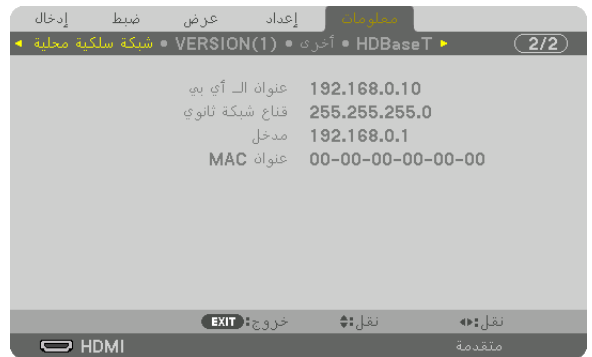 إدخال ضبط عرض إعداد معلومات
◄ شبكة سلكية محلية • VERSION(1) • أخرى • HDBaseT ► 2/2
عنوان الـ أي بي 192.168.0.10
قناع شبكة ثانوي 255.255.255.0
مدخل 192.168.0.1
عنوان MAC 00-00-00-00-00-00
EXIT:خروج نقل:♦ نقل:◄►
HDMI متقدمة